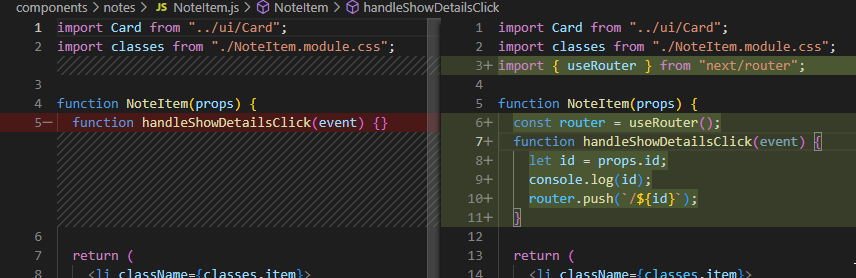 components > notes > JS NoteItem.js > NoteItem > handleShowDetailsClick
1 import Card from "../ui/Card";
2 import classes from "./NoteItem.module.css";
3
4 function NoteItem(props) {
5— function handleShowDetailsClick(event) {}
6
7 return (
8 <li className={classes.item}>
1 import Card from "../ui/Card";
2 import classes from "./NoteItem.module.css";
3+ import { useRouter } from "next/router";
4
5 function NoteItem(props) {
6+ const router = useRouter();
7+ function handleShowDetailsClick(event) {
8+ let id = props.id;
9+ console.log(id);
10+ router.push(`/${id}`);
11+ }
12
13 return (
14 <li className={classes.item}>